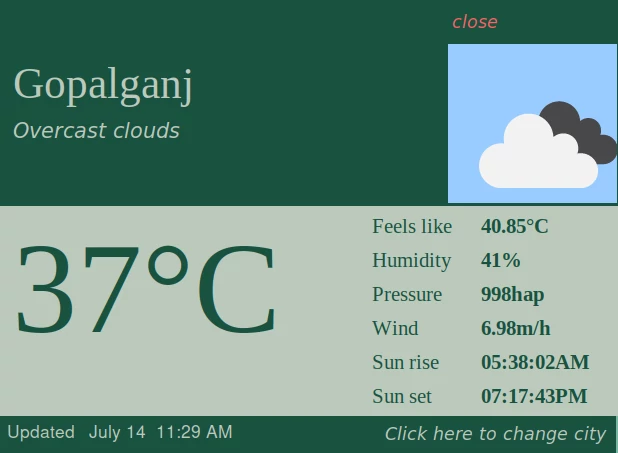 close
Gopalganj
Overcast clouds
37°C
Feels like 40.85°C
Humidity 41%
Pressure 998hap
Wind 6.98m/h
Sun rise 05:38:02AM
Sun set 07:17:43PM
Updated July 14 11:29 AM
Click here to change city